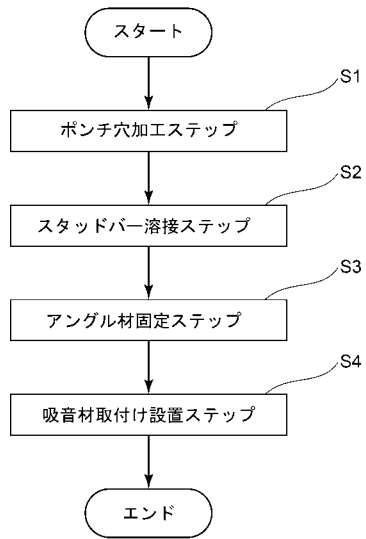 スタート
S1
ポンチ穴加工ステップ
S2
スタッドバー溶接ステップ
S3
アングル材固定ステップ
S4
吸音材取付け設置ステップ
エンド